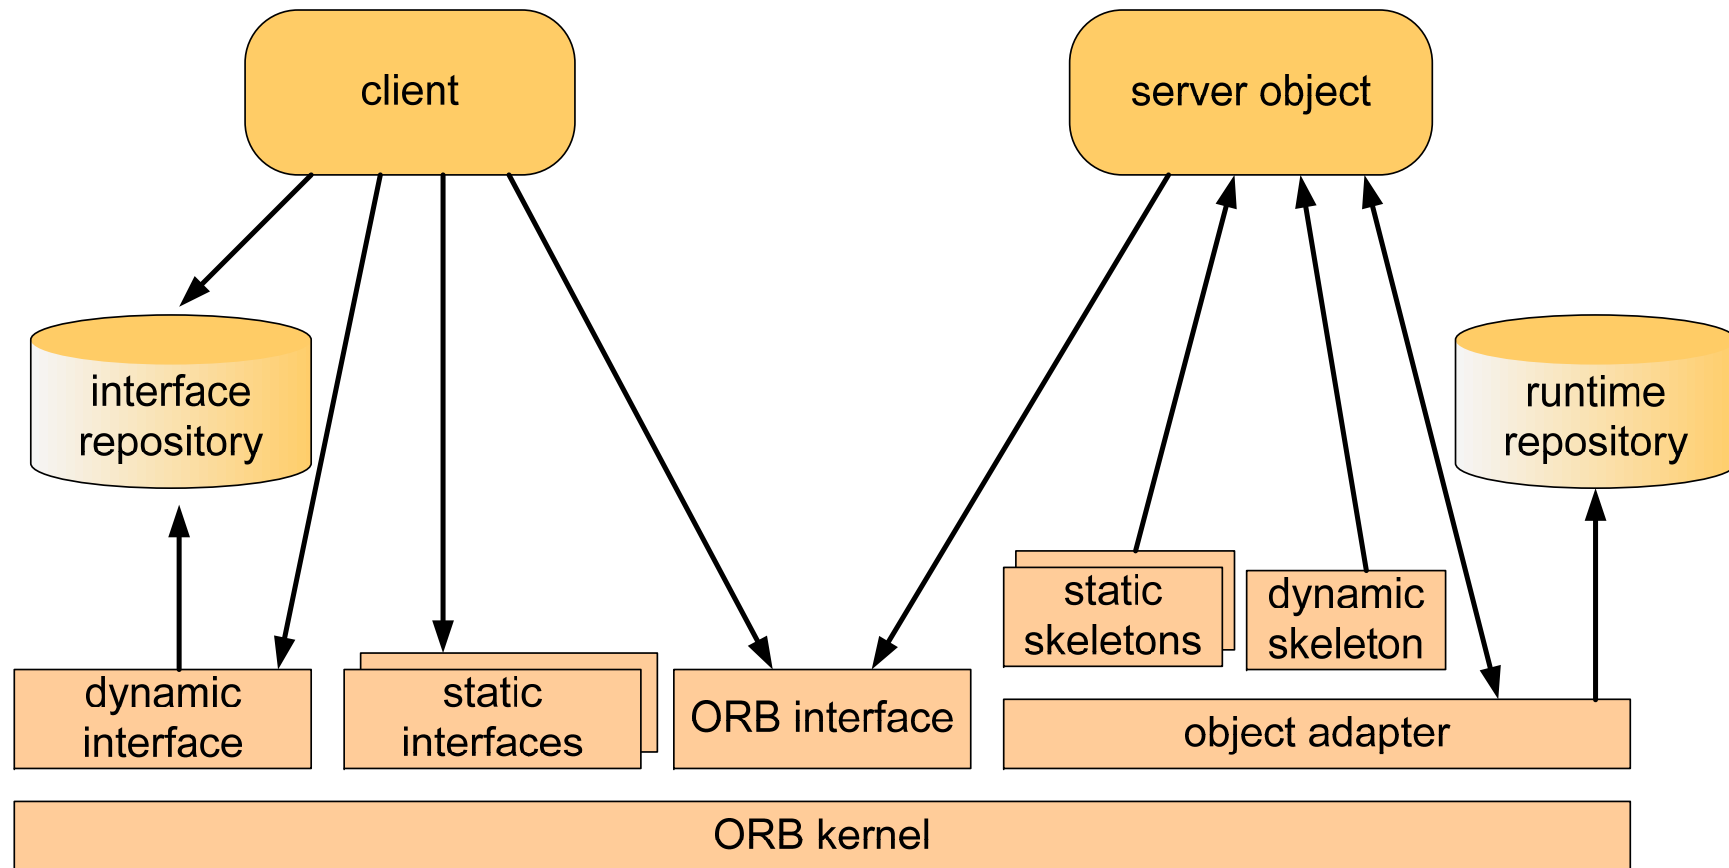 client
server object
interface
repository
runtime
repository
static
skeletons
dynamic
skeleton
dynamic
interface
static
interfaces
ORB interface
object adapter
ORB kernel